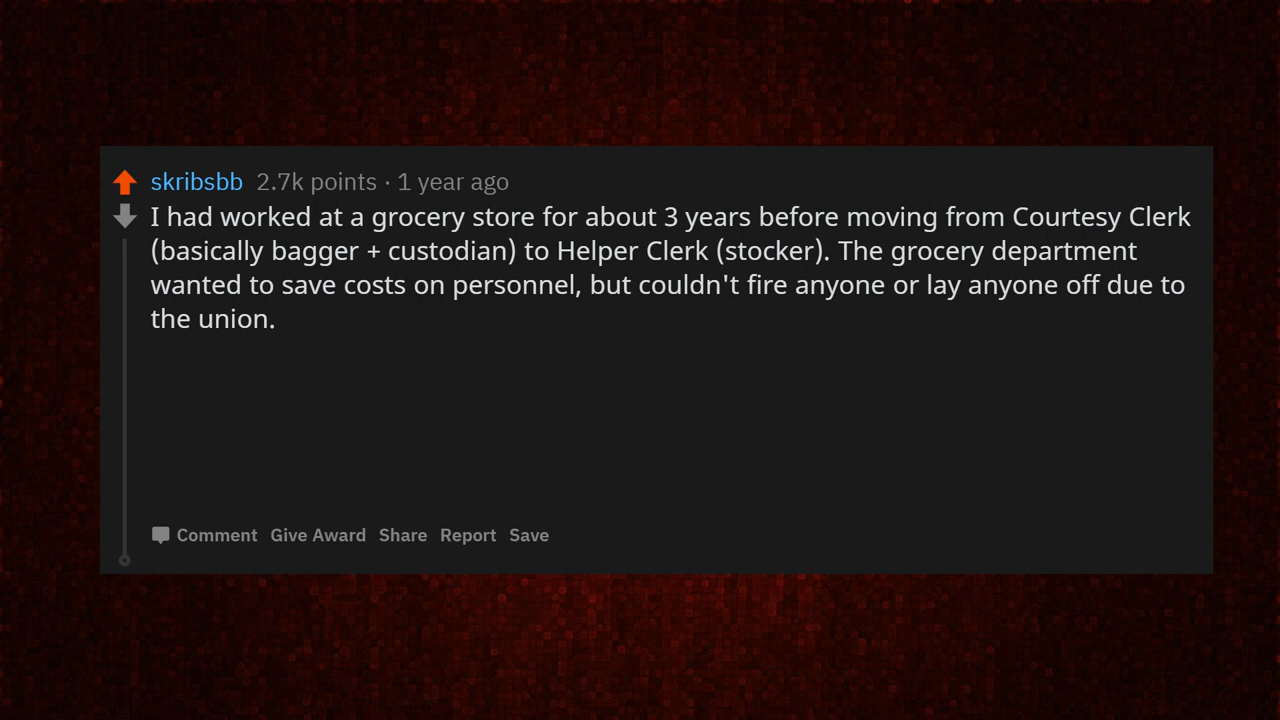 skribsbb 2.7k points · 1 year ago
I had worked at a grocery store for about 3 years before moving from Courtesy Clerk
(basically bagger + custodian) to Helper Clerk (stocker). The grocery department
wanted to save costs on personnel, but couldn't fire anyone or lay anyone off due to
the union.
Comment Give Award Share Report Save